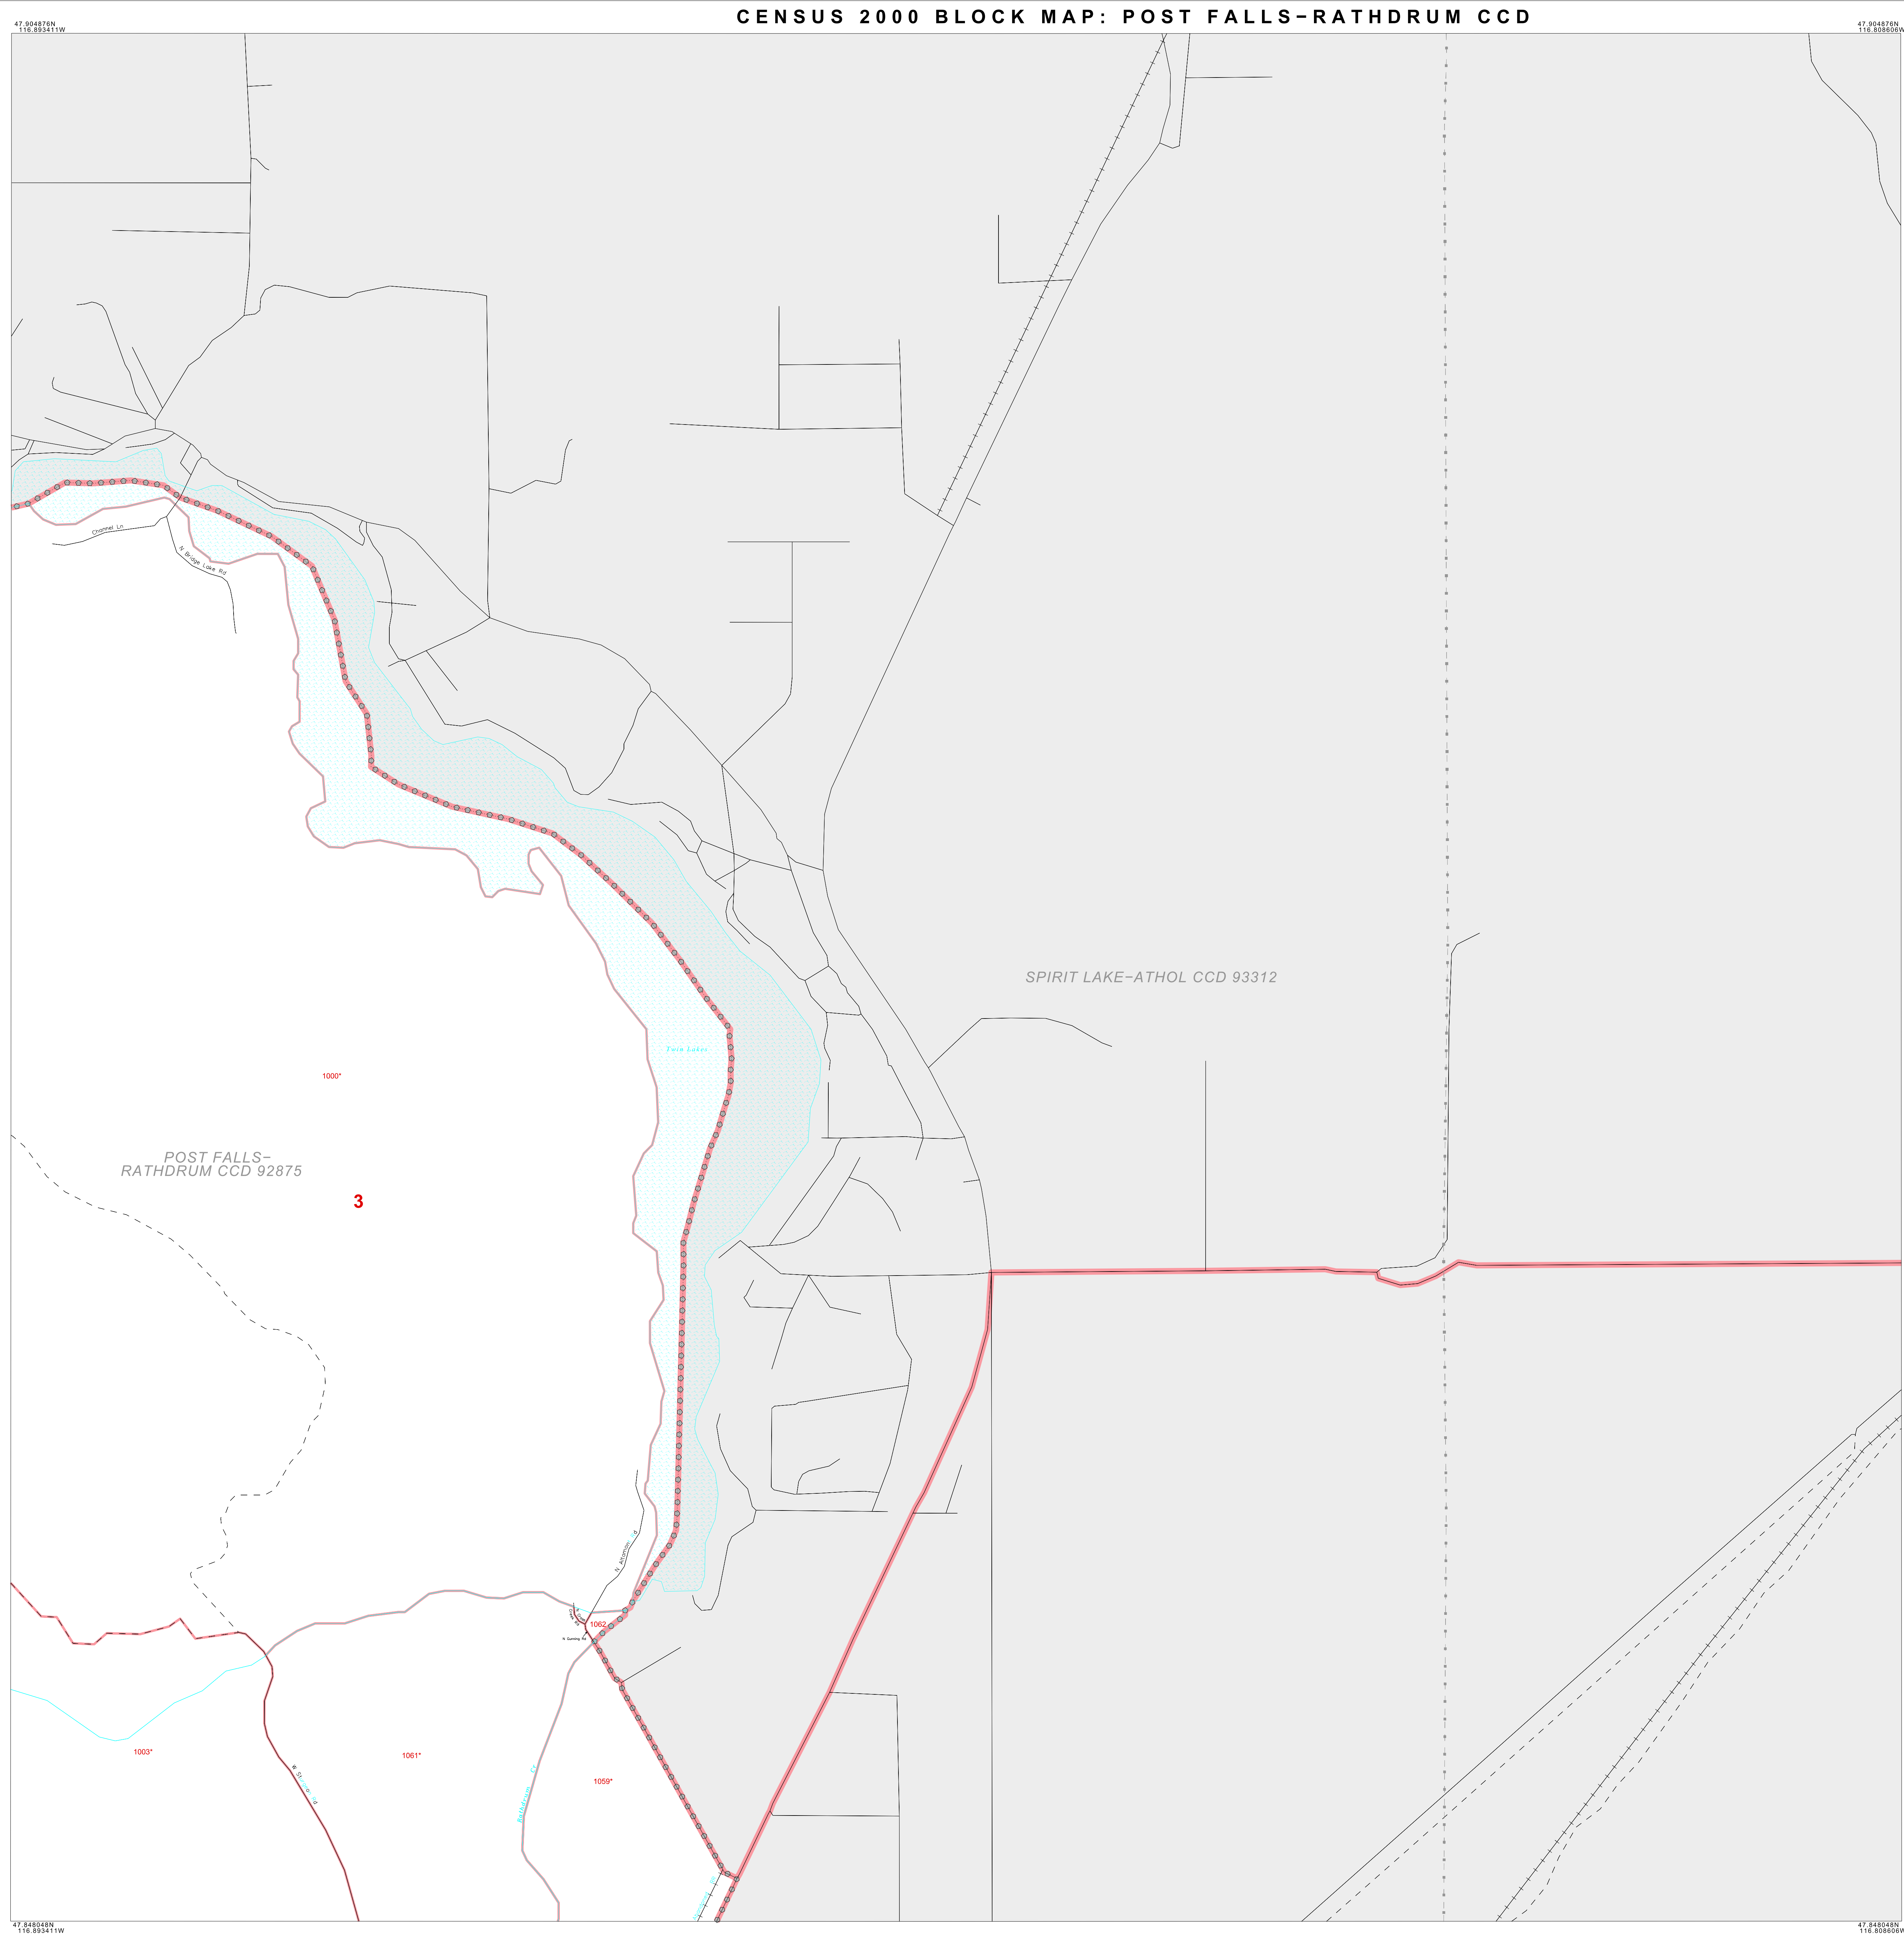 CENSUS 2000 BLOCK MAP: POST FALLS−RATHDRUM CCD
47.904876N
116.893411W
47.904876N
116.808606W
Channel Ln
N Bridge Lake Rd
SPIRIT LAKE−ATHOL CCD 93312
Twin Lakes
1000*
POST FALLS−
RATHDRUM CCD 92875
3
1062
1003*
1061*
1059*
Rathdrum Cr
47.848048N
116.893411W
47.848048N
116.808606W